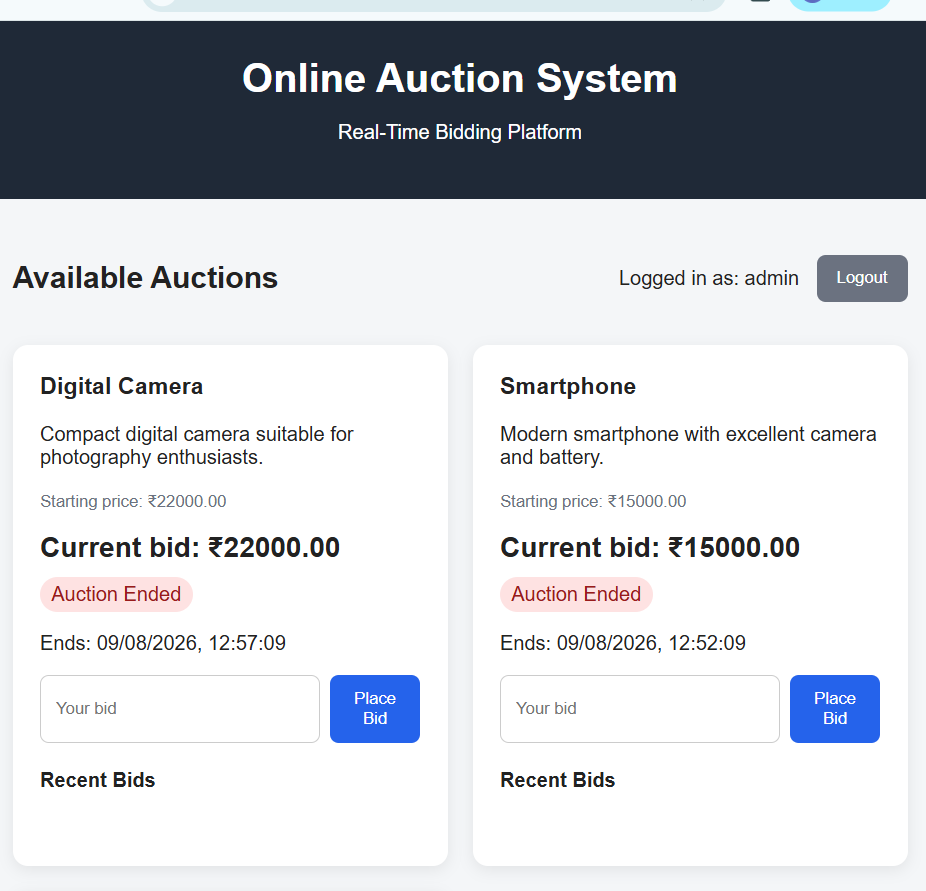 Online Auction System
Real-Time Bidding Platform
Available Auctions
Logged in as: admin
Logout
Digital Camera
Compact digital camera suitable for
photography enthusiasts.
Starting price: ₹22000.00
Current bid: ₹22000.00
Auction Ended
Ends: 09/08/2026, 12:57:09
Your bid
Place
Bid
Recent Bids
Smartphone
Modern smartphone with excellent camera
and battery.
Starting price: ₹15000.00
Current bid: ₹15000.00
Auction Ended
Ends: 09/08/2026, 12:52:09
Your bid
Place
Bid
Recent Bids